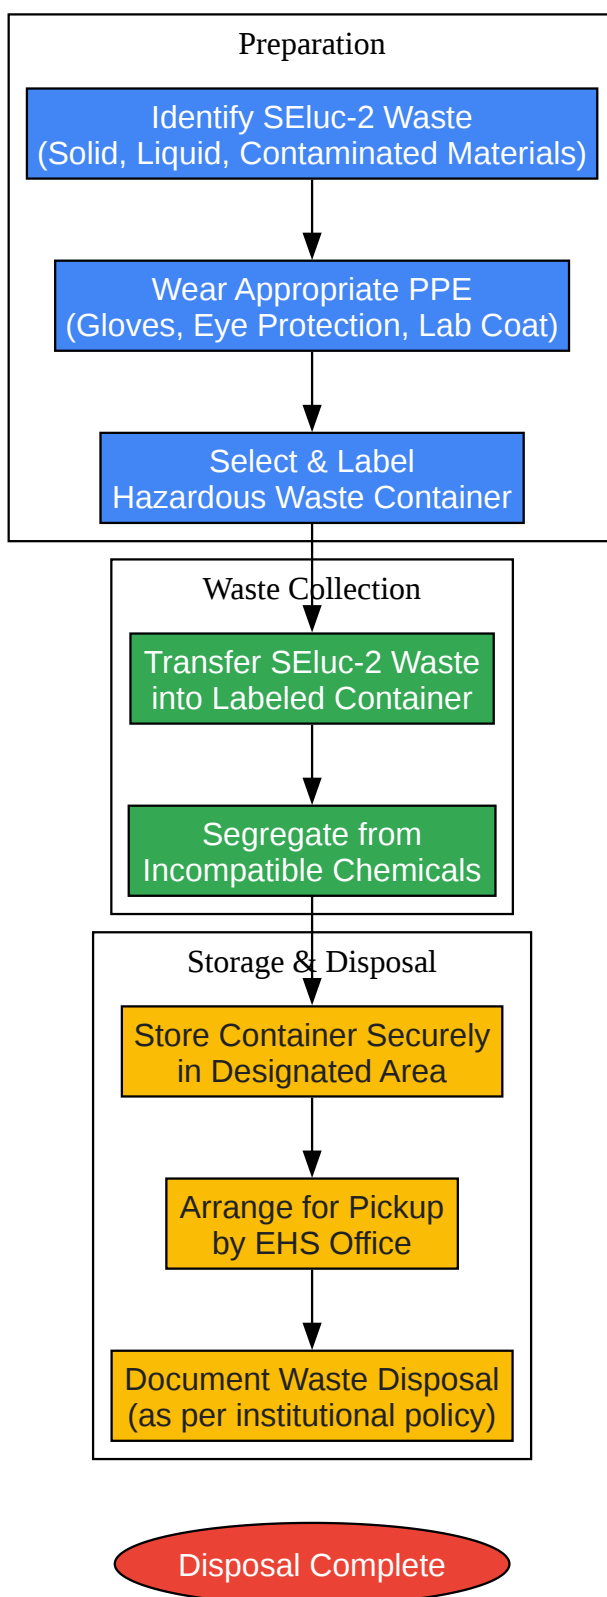 Preparation
Identify SEluc-2 Waste
(Solid, Liquid, Contaminated Materials)
Wear Appropriate PPE
(Gloves, Eye Protection, Lab Coat)
Select & Label
Hazardous Waste Container
Waste Collection
Transfer SEluc-2 Waste
into Labeled Container
Segregate from
Incompatible Chemicals
Storage & Disposal
Store Container Securely
in Designated Area
Arrange for Pickup
by EHS Office
Document Waste Disposal
(as per institutional policy)
Disposal Complete